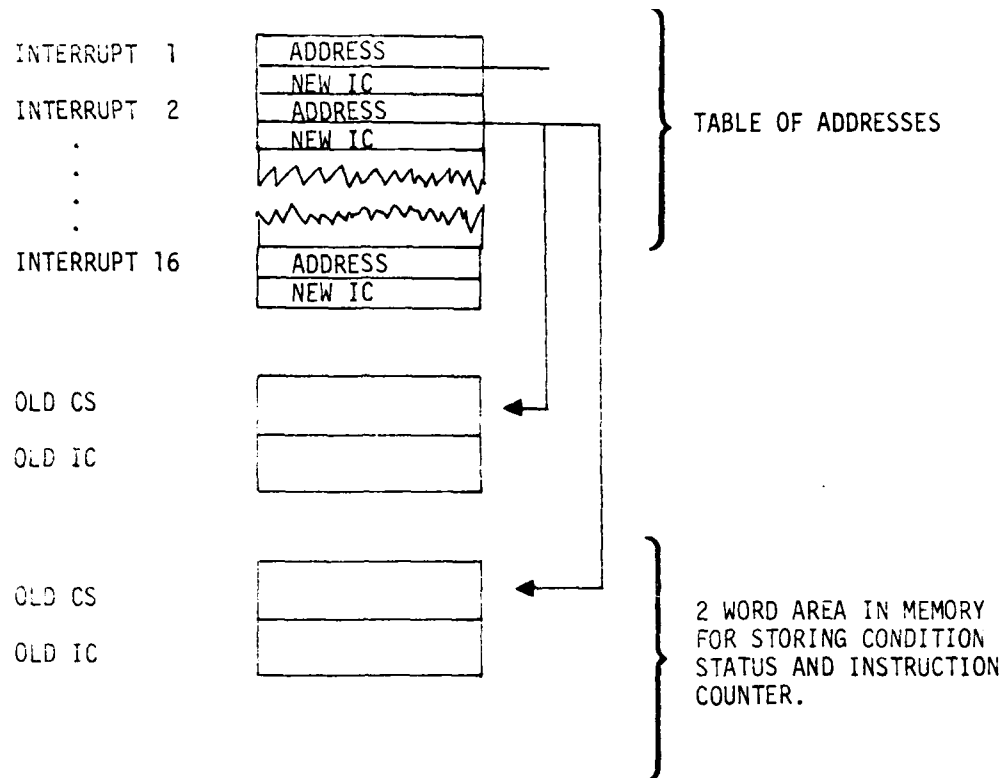 INTERRUPT 1
ADDRESS
NEW IC
INTERRUPT 2
ADDRESS
NEW IC
TABLE OF ADDRESSES
INTERRUPT 16
ADDRESS
NEW IC
OLD CS
OLD IC
OLD CS
OLD IC
2 WORD AREA IN MEMORY
FOR STORING CONDITION
STATUS AND INSTRUCTION
COUNTER.